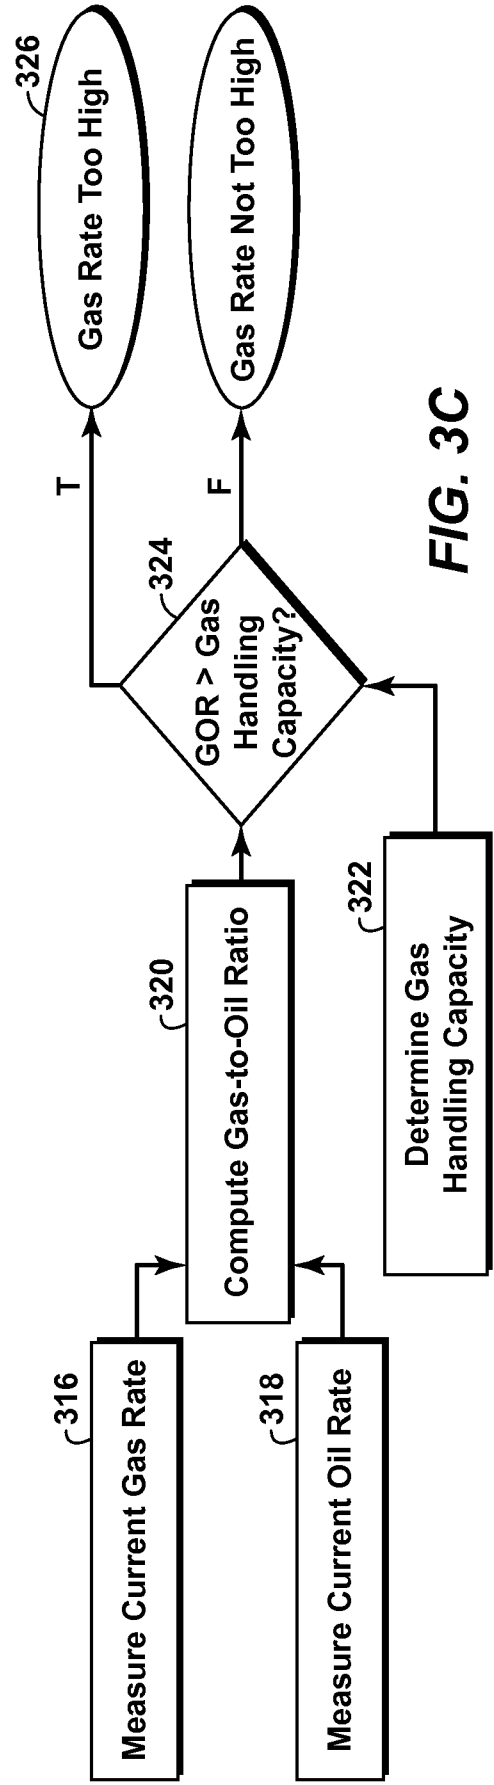 316
Measure Current Gas Rate
318
Measure Current Oil Rate
320
Compute Gas-to-Oil Ratio
322
Determine Gas
Handling Capacity
324
GOR > Gas
Handling
Capacity?
T
F
326
Gas Rate Too High
Gas Rate Not Too High
FIG. 3C